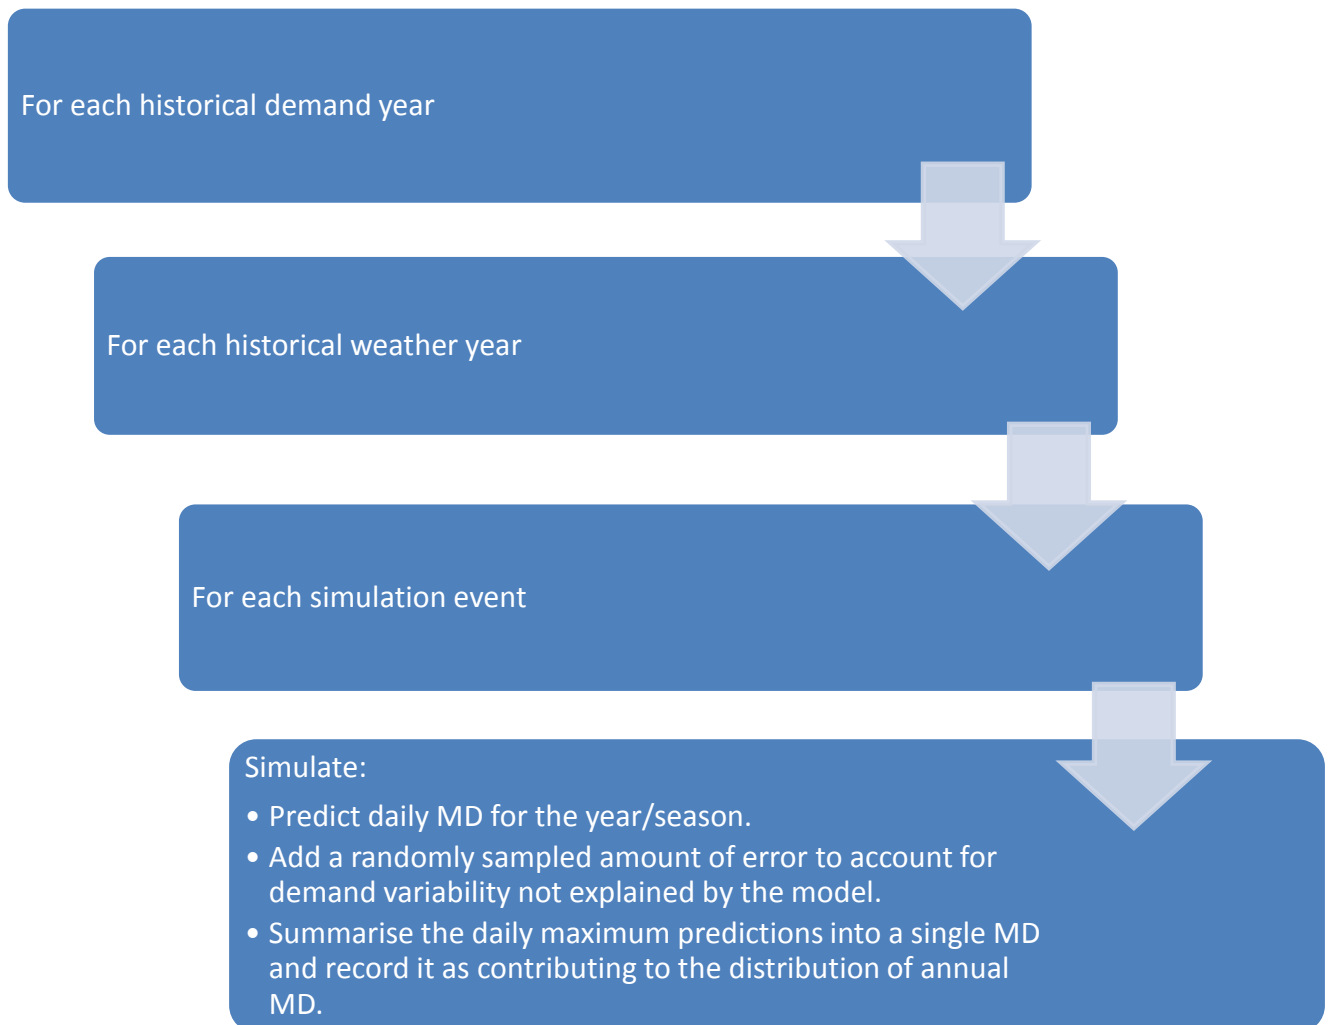 For each historical demand year
For each historical weather year
For each simulation event
Simulate:
• Predict daily MD for the year/season.
• Add a randomly sampled amount of error to account for
demand variability not explained by the model.
• Summarise the daily maximum predictions into a single MD
and record it as contributing to the distribution of annual
MD.